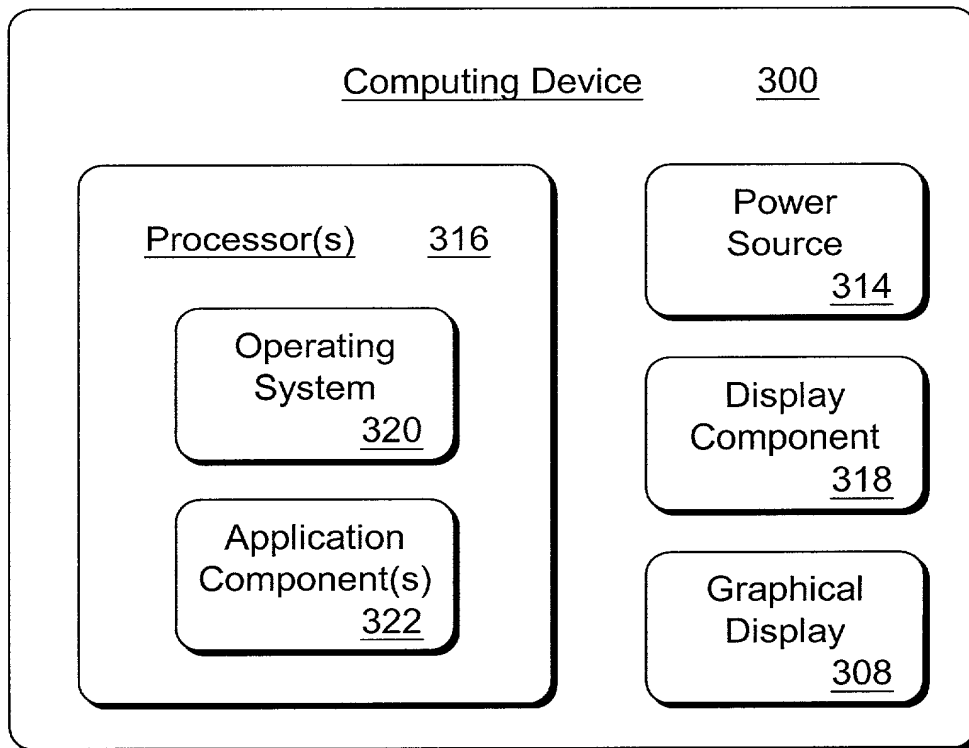 Computing Device 300
Processor(s) 316
Operating
System
320
Application
Component(s)
322
Power
Source
314
Display
Component
318
Graphical
Display
308